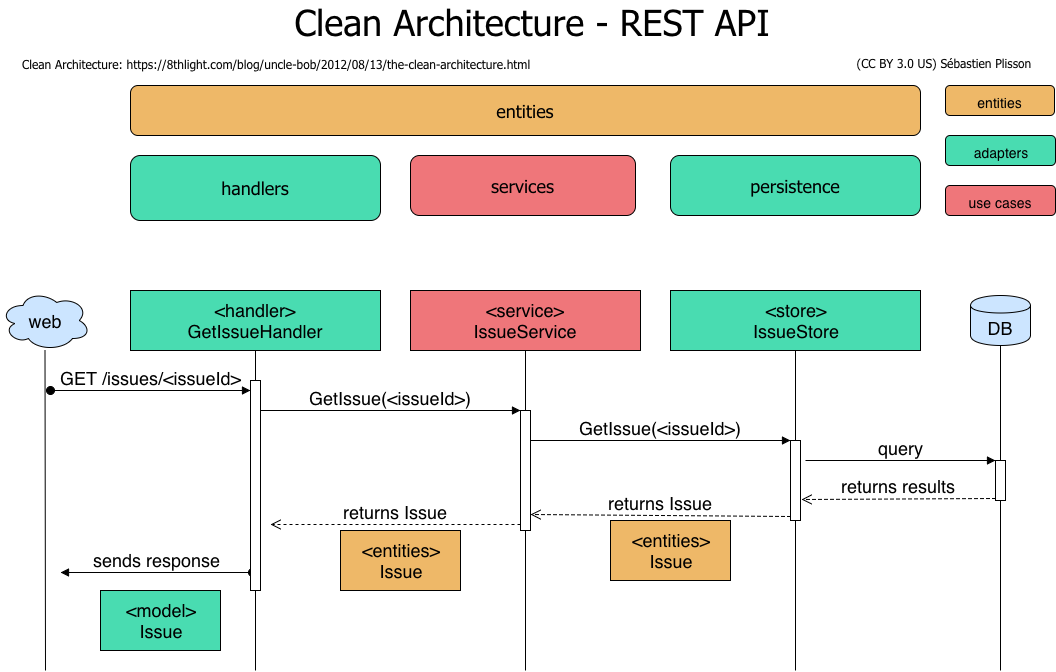 Clean Architecture - REST API
Clean Architecture: https://8thlight.com/blog/uncle-bob/2012/08/13/the-clean-architecture.html
(CC BY 3.0 US) Sébastien Plisson
entities
entities
adapters
use cases
handlers
services
persistence
web
<handler>
GetIssueHandler
<service>
IssueService
<store>
IssueStore
DB
GET /issues/<issueId>
GetIssue(<issueId>)
GetIssue(<issueId>)
query
returns results
returns Issue
returns Issue
<entities>
Issue
<entities>
Issue
sends response
<model>
Issue